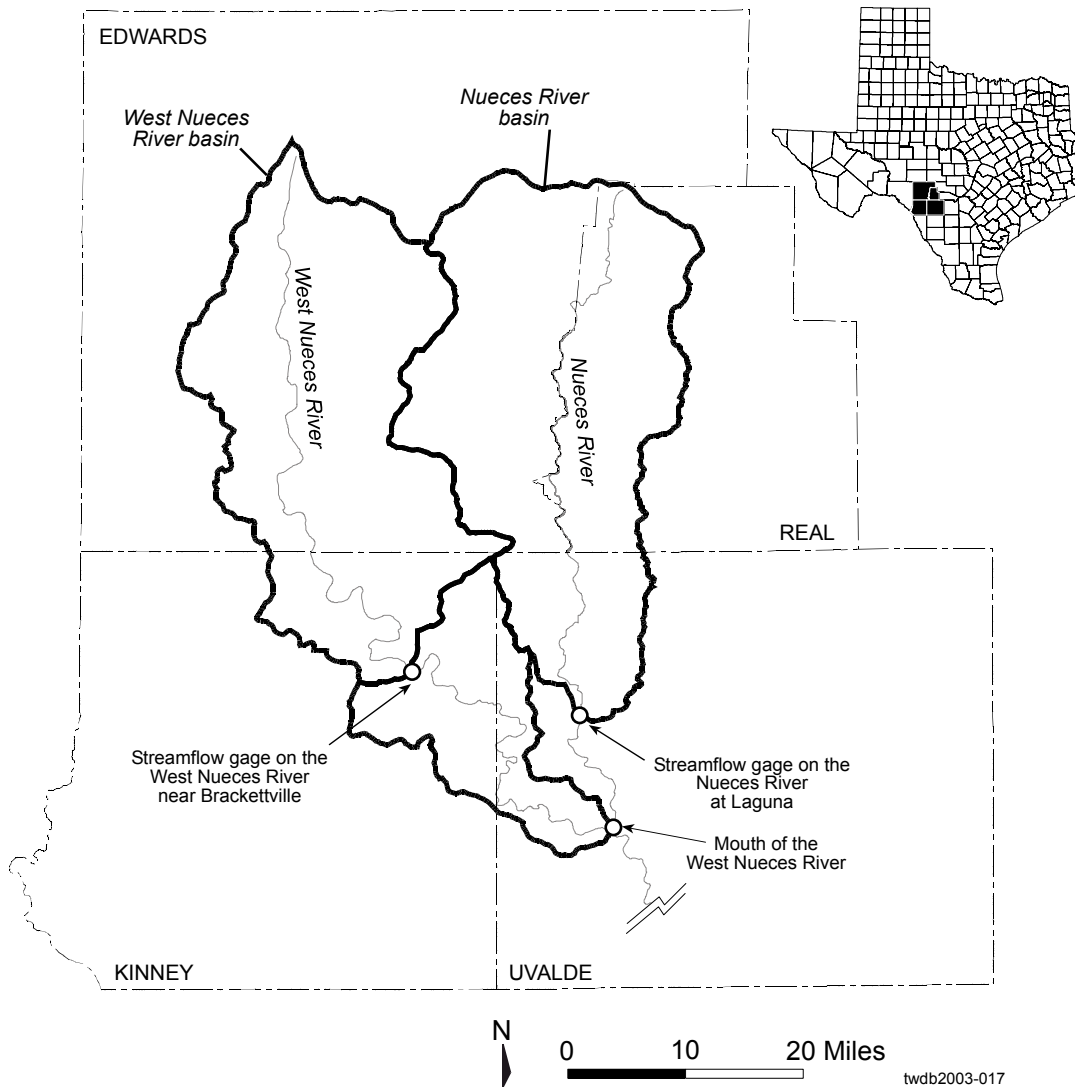 EDWARDS
West Nueces
River basin
Nueces River
basin
West Nueces River
Nueces River
REAL
Streamflow gage on the
West Nueces River
near Brackettville
Streamflow gage on the
Nueces River
at Laguna
Mouth of the
West Nueces River
KINNEY
UVALDE
N
0 10 20 Miles
twdb2003-017